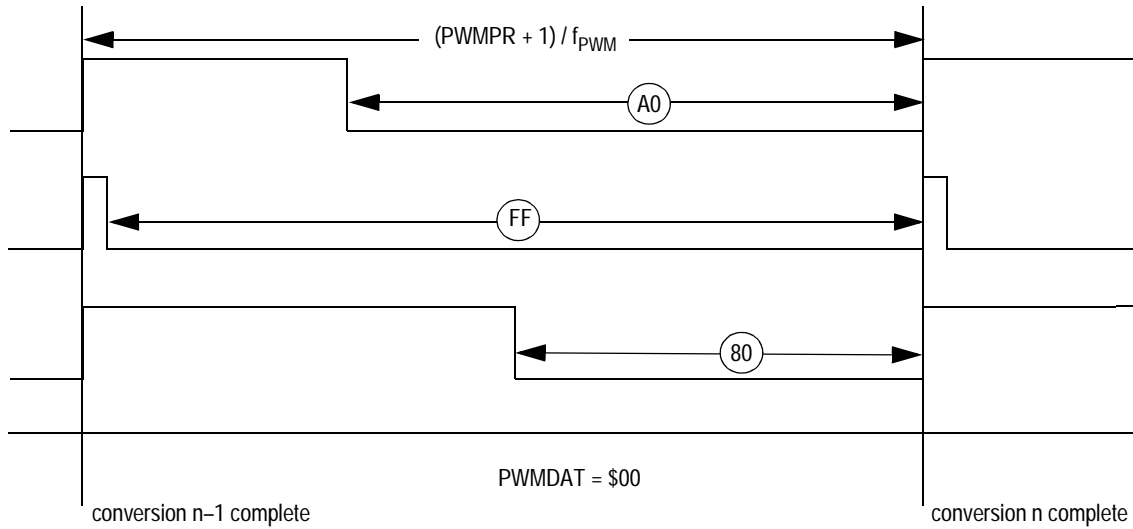 (PWMPR + 1) / fPWM
A0
FF
80
PWMDAT = $00
conversion n–1 complete
conversion n complete